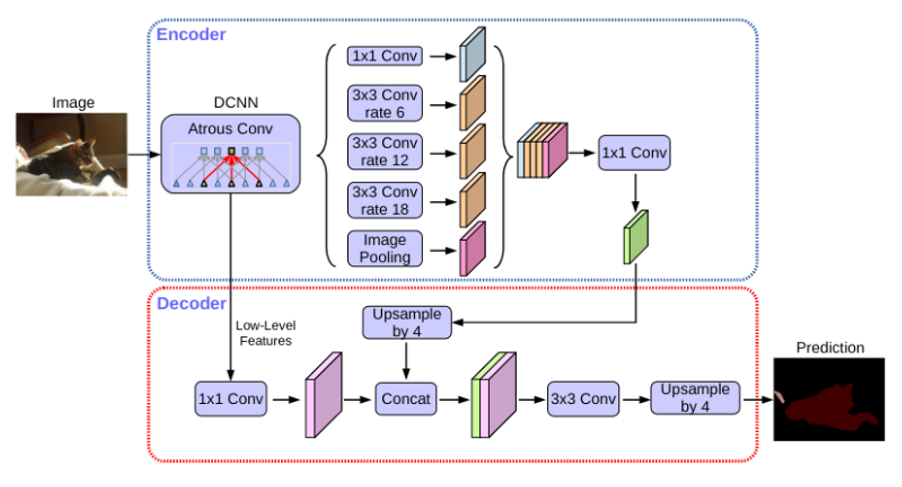 Encoder
Image
DCNN
Atrous Conv
1x1 Conv
3x3 Conv
rate 6
3x3 Conv
rate 12
3x3 Conv
rate 18
Image
Pooling
1x1 Conv
Decoder
Low-Level
Features
Upsample
by 4
1x1 Conv
Concat
3x3 Conv
Upsample
by 4
Prediction